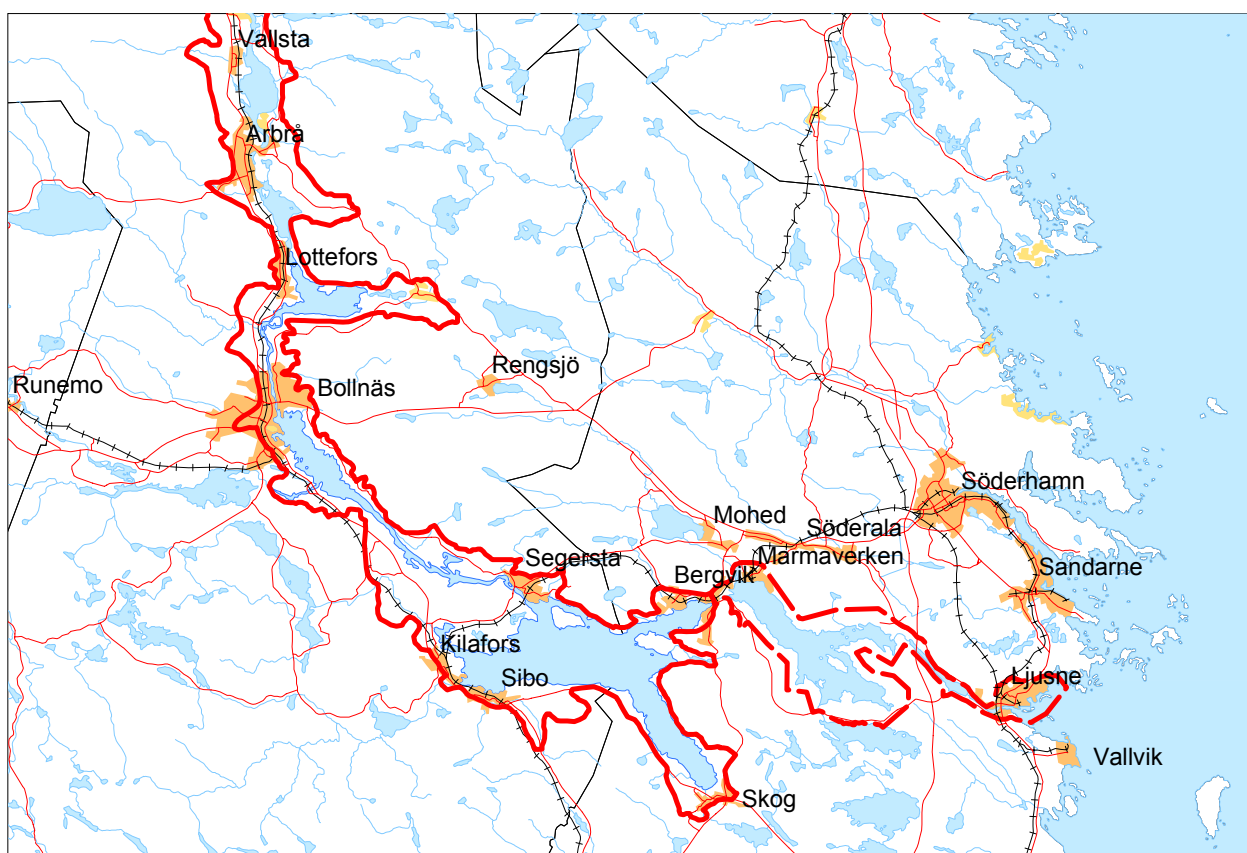 Vallsta
Arbrå
Lottefors
Rengsjö
Runemo
Bollnäs
Söderhamn
Mohed
Söderala
Marmaverken
Segersta
Sandarne
Bergvik
Kilafors
Sibo
Ljusne
Vallvik
Skog